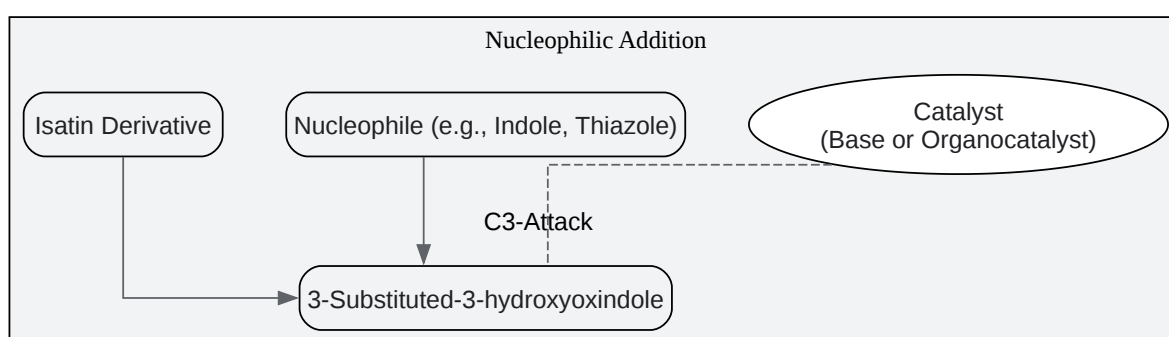 Nucleophilic Addition
Isatin Derivative
Nucleophile (e.g., Indole, Thiazole)
Catalyst
(Base or Organocatalyst)
C3-Attack
3-Substituted-3-hydroxyoxindole